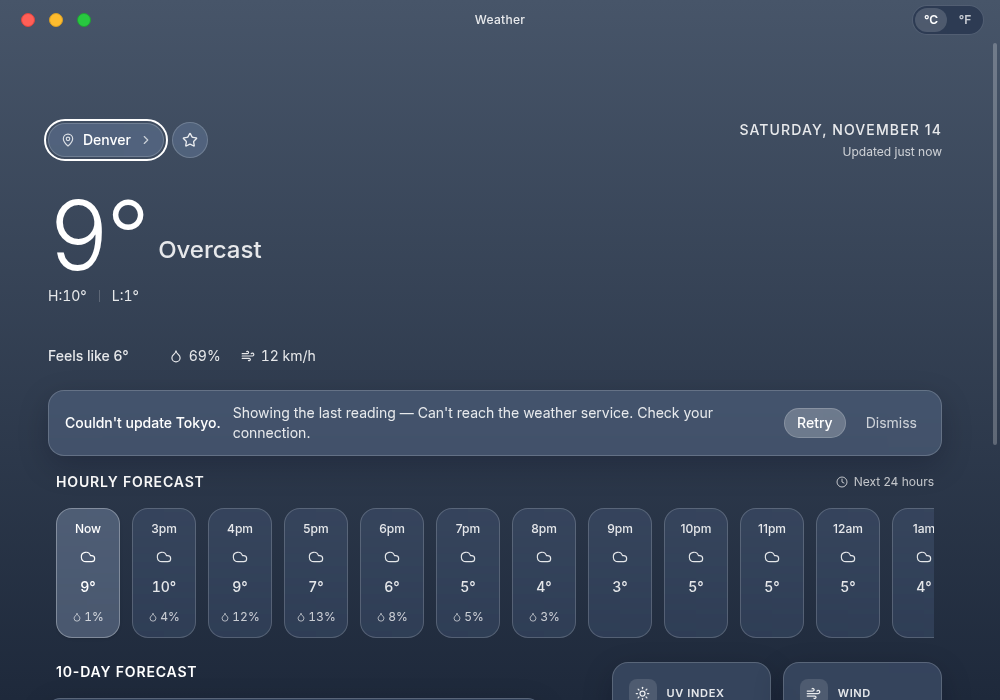 Weather
°C °F
Denver
SATURDAY, NOVEMBER 14
Updated just now
9° Overcast
H:10° L:1°
Feels like 6° 69% 12 km/h
Couldn't update Tokyo. Showing the last reading — Can't reach the weather service. Check your
connection.
Retry Dismiss
HOURLY FORECAST Next 24 hours
Now 3pm 4pm 5pm 6pm 7pm 8pm 9pm 10pm 11pm 12am 1am
9° 10° 9° 7° 6° 5° 4° 3° 5° 5° 5° 4°
1% 4% 12% 13% 8% 5% 3%
10-DAY FORECAST
UV INDEX WIND